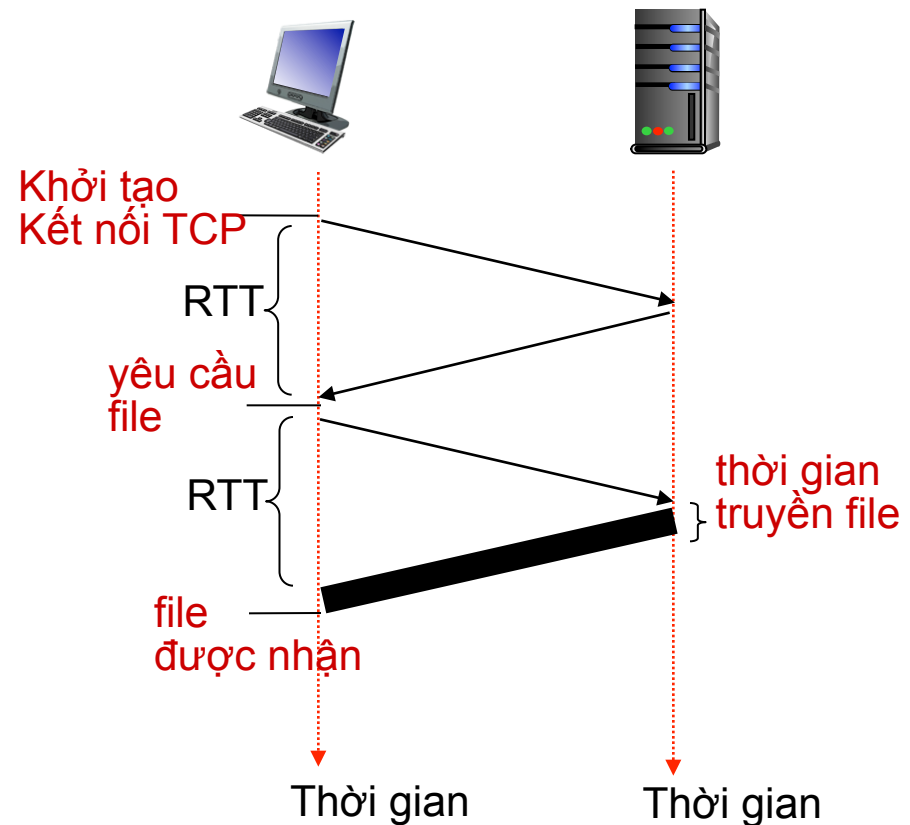 Khởi tạo
Kết nối TCP
RTT
yêu cầu
file
RTT
thời gian
truyền file
file
được nhận
Thời gian
Thời gian